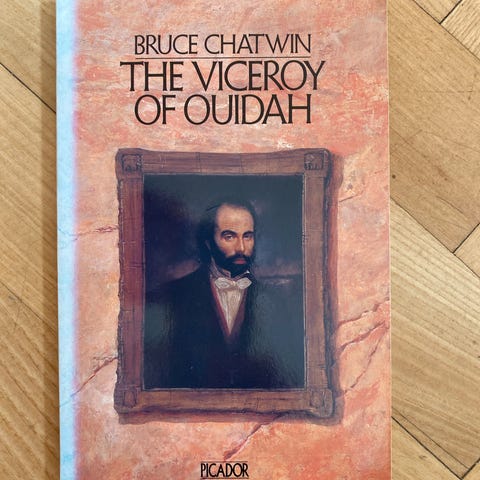 BRUCE CHATWIN
THE VICEROY
OF OUIDAH
PICADOR